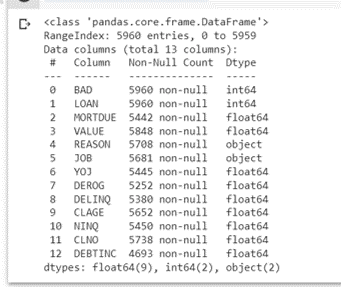 <class 'pandas.core.frame.DataFrame'>
RangeIndex: 5960 entries, 0 to 5959
Data columns (total 13 columns):
 #   Column   Non-Null Count  Dtype
---  ------   --------------  -----
 0   BAD      5960 non-null   int64
 1   LOAN     5960 non-null   int64
 2   MORTDUE  5442 non-null   float64
 3   VALUE    5848 non-null   float64
 4   REASON   5708 non-null   object
 5   JOB      5681 non-null   object
 6   YOJ      5445 non-null   float64
 7   DEROG    5252 non-null   float64
 8   DELINQ   5380 non-null   float64
 9   CLAGE    5652 non-null   float64
 10  NINQ     5450 non-null   float64
 11  CLNO     5738 non-null   float64
 12  DEBTINC  4693 non-null   float64
dtypes: float64(9), int64(2), object(2)